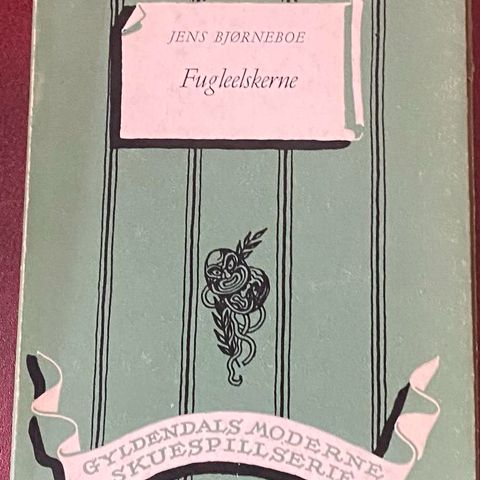 JENS BJØRNEBOE
Fugleelskerne
GYLDENDALS MODERNE
SKUESPILLSERIE